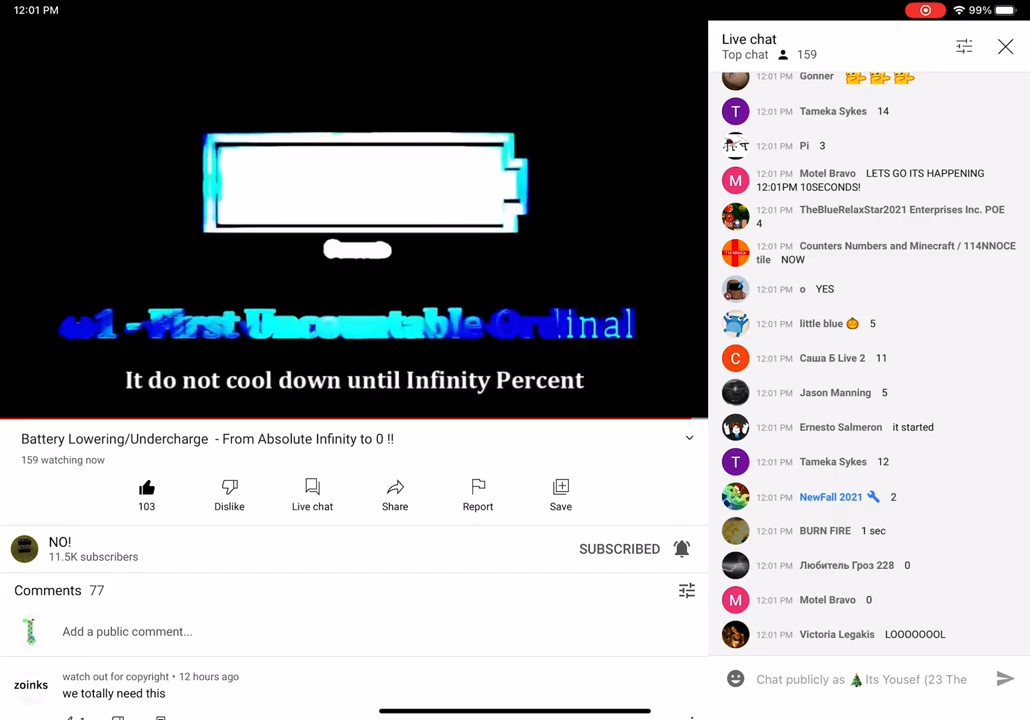 12:01 PM
99%
ω1 - First Uncountable Ordinal
It do not cool down until Infinity Percent
Battery Lowering/Undercharge - From Absolute Infinity to 0 !!
159 watching now
103
Dislike
Live chat
Share
Report
Save
NO!
11.5K subscribers
SUBSCRIBED
Comments 77
Add a public comment...
zoinks
watch out for copyright • 12 hours ago
we totally need this
1
Live chat
Top chat 159
12:01 PM Gonner
T 12:01 PM Tameka Sykes 14
12:01 PM Pi 3
M 12:01 PM Motel Bravo LETS GO ITS HAPPENING
12:01PM 10SECONDS!
12:01 PM TheBlueRelaxStar2021 Enterprises Inc. POE
4
12:01 PM Counters Numbers and Minecraft / 114NNOCE
tile NOW
12:01 PM o YES
12:01 PM little blue 🎃 5
C 12:01 PM Саша Б Live 2 11
12:01 PM Jason Manning 5
12:01 PM Ernesto Salmeron it started
T 12:01 PM Tameka Sykes 12
12:01 PM NewFall 2021 🔧 2
12:01 PM BURN FIRE 1 sec
12:01 PM Любитель Гроз 228 0
M 12:01 PM Motel Bravo 0
12:01 PM Victoria Legakis LOOOOOOOL
Chat publicly as 🎄Its Yousef (23 The